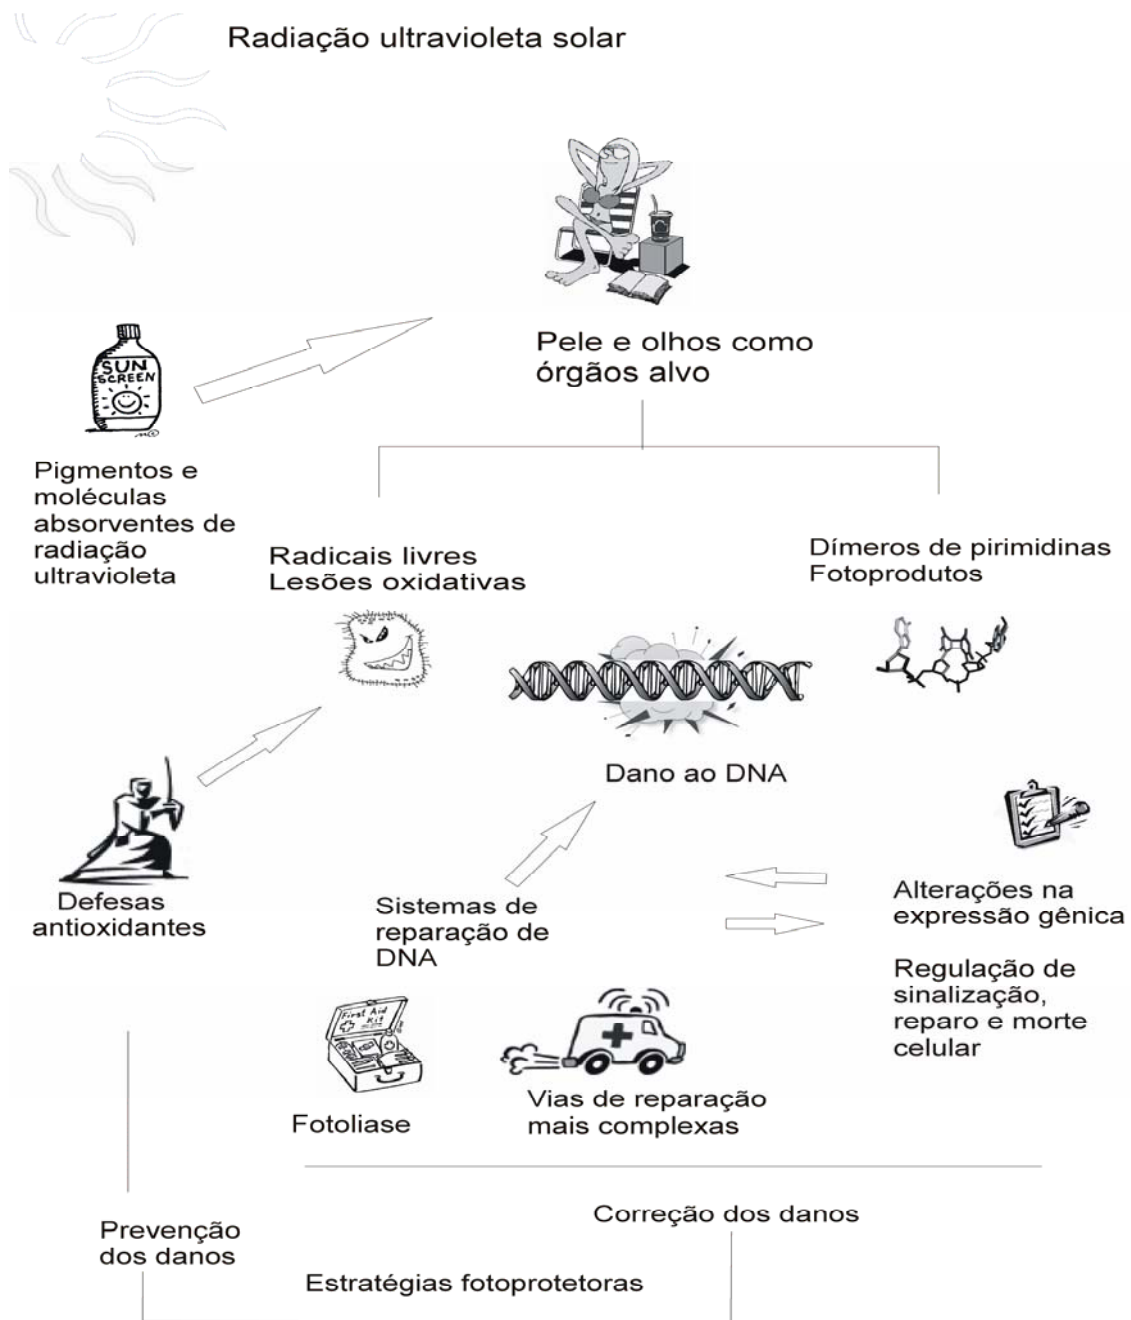 Radiação ultravioleta solar
Pele e olhos como
órgãos alvo
SUN
SCREEN
Pigmentos e
moléculas
absorventes de
radiação
ultravioleta
Radicais livres
Lesões oxidativas
Dímeros de pirimidinas
Fotoprodutos
Dano ao DNA
Defesas
antioxidantes
Sistemas de
reparação de
DNA
Alterações na
expressão gênica
Regulação de
sinalização,
reparo e morte
celular
First Aid
Kit
Fotoliase
Vias de reparação
mais complexas
Prevenção
dos danos
Correção dos danos
Estratégias fotoprotetoras